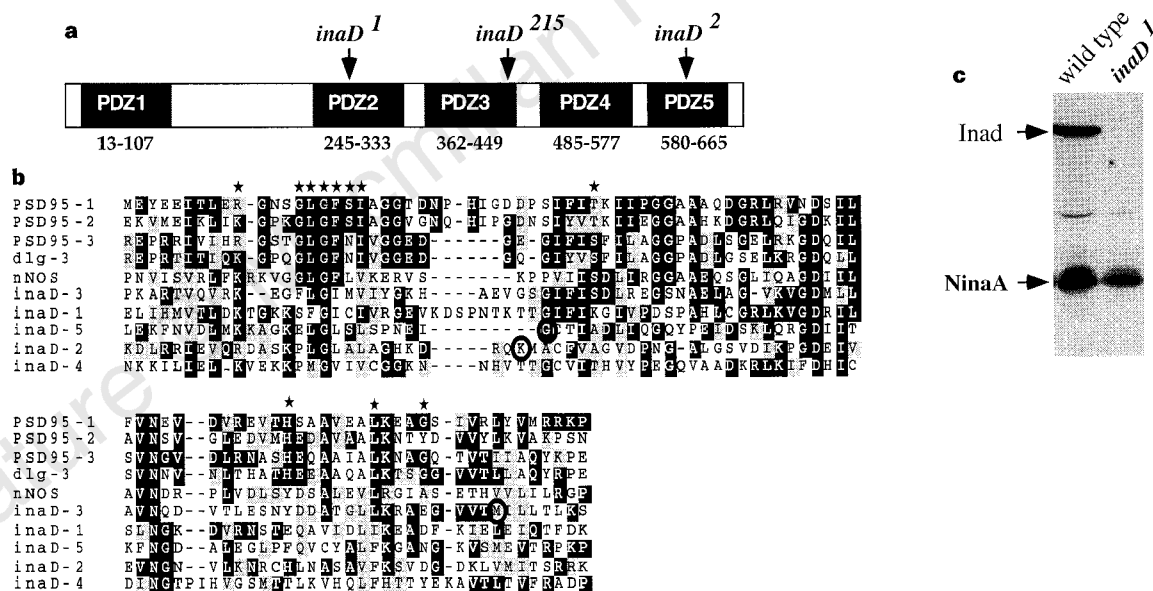 a
inaD 1
inaD 215
inaD 2
PDZ1 PDZ2 PDZ3 PDZ4 PDZ5
13-107 245-333 362-449 485-577 580-665
b
PSD95-1 MEYEEITLER-GNSGLGFSIAGGTDNP-HIGDDPSIFITKIIPGGAAAQDGRLRVNDSIL
PSD95-2 EKVMEIKLIK-GPKGLGFSIAGGVGNQ-HIPGDNSIYVTKIIEGGAAHKDGRLQIGDKIL
PSD95-3 REPRRIVIHR-GSTGLGFNIVGGED------GE-GIFISFILAGGPADLSGELRKGDQIL
dlg-3 REPRTITIQK-GPQGLGFNIVGGED------GQ-GIYVSFILAGGPADLGSELKRGDQLL
nNOS PNVISVRLFKRKVGGLGFLVKERVS-----KPPVIISDLIRGGAAEQSGLIQAGDIIL
inaD-3 PKARTVQVRK--EGFLGIMVIYGKH----AEVGSGIFISDLREGSNAELAG-VKVGDMLL
inaD-1 ELIHMVTLDKTGKKSFGICIVRGEVKDSPNTKTTGIFIKGIVPDSPAHLCGRLKVGDRIL
inaD-5 LEKFNVDLMKKAGKELGLSLSPNEI---------GCTIADLIQGQYPEIDSKLQRGDIIT
inaD-2 KDLRRIEVQRDASKPLGLALAGHKD-----RQKMACFVAGVDPNG-ALGSVDIKPGDEIV
inaD-4 NKKILIEL-KVEKKPMGVIVCGGKN----NHVTTGCVITHVYPEGQVAADKRLKIFDHIC
PSD95-1 FVNEV--DVREVTHSAAVEALKEAGS-IVRLYVMRRKP
PSD95-2 AVNSV-GLEDVMHEDAVAALKNTYD-VVYLKVAKPSN
PSD95-3 SVNGV--DLRNASHEQAAIALKNAGQ-TVTIIAQYKPE
dlg-3 SVNNV--NLTHATHEEAAQALKTSGG-VVTLLAQYRPE
nNOS AVNDR--PLVDLSYDSALEVLRGIAS-ETHVVLILRGP
inaD-3 AVNQD--VTLESNYDDATGLLKRAEG-VVTMILLTLKS
inaD-1 SLNGK--DVRNSTEQAVIDLIKEADF-KIELEIQTFDK
inaD-5 KFNGD--ALEGLPFQVCYALFKGANG-KVSMEVTRPKP
inaD-2 EVNGN--VLKNRCHLNASAVFKSVDG-DKLVMITSRRK
inaD-4 DINGTPIHVGSMTTLKVHQLFHTTYEKAVTLTVFRADP
c
wild type
inaD 1
Inad
NinaA